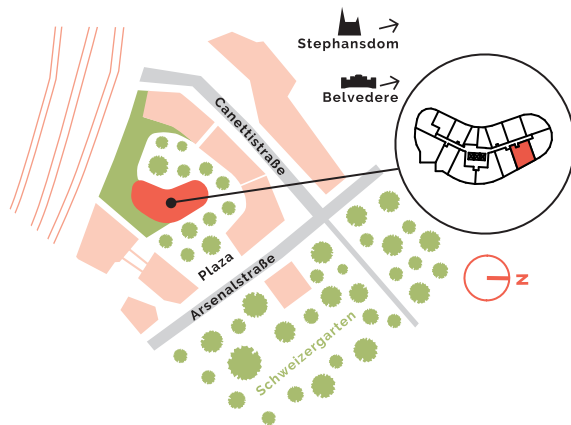 Stephansdom
Belvedere
Canettistraße
Plaza
Arsenalstraße
Schweizergarten
N